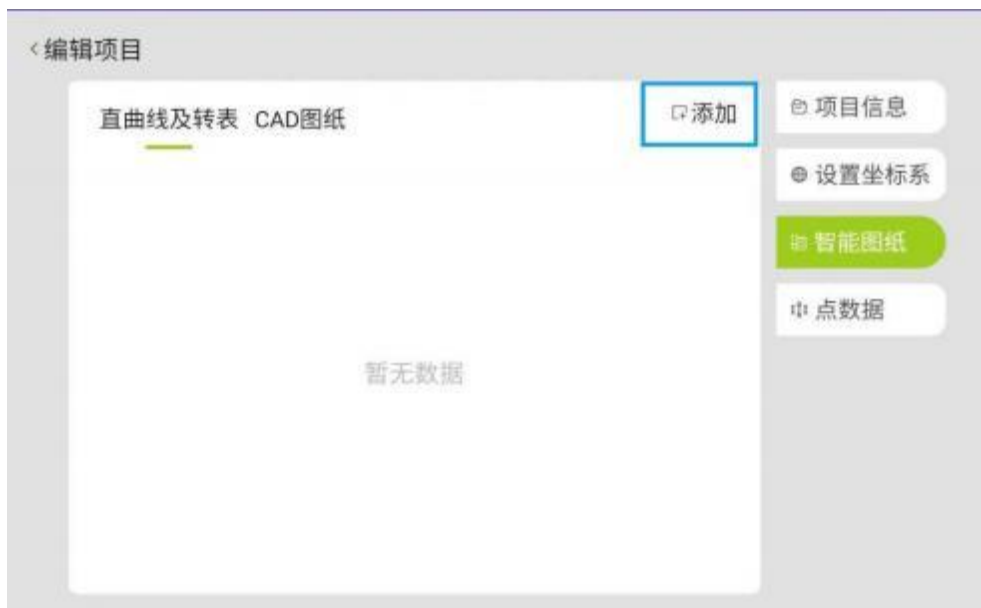 编辑项目
直曲线及转表 CAD图纸
添加
项目信息
设置坐标系
智能图纸
点数据
暂无数据